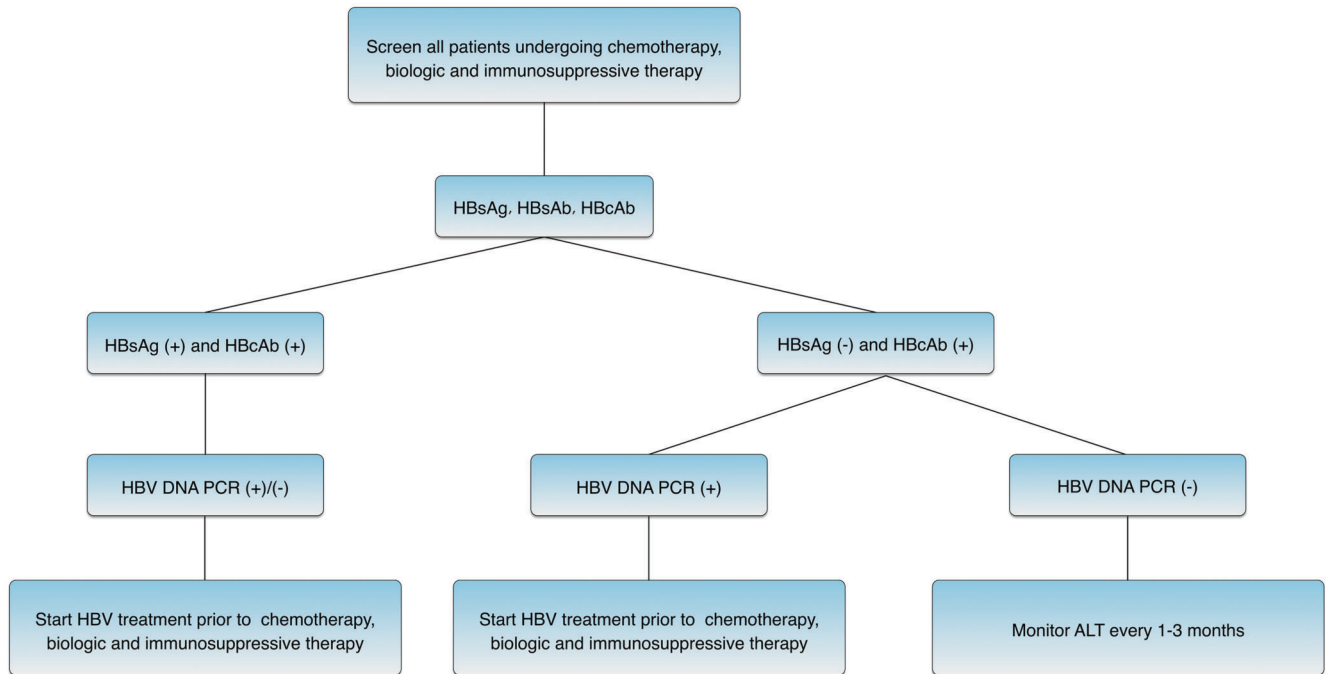 Screen all patients undergoing chemotherapy,
biologic and immunosuppressive therapy
HBsAg, HBsAb, HBcAb
HBsAg (+) and HBcAb (+)
HBsAg (-) and HBcAb (+)
HBV DNA PCR (+)/(-)
HBV DNA PCR (+)
HBV DNA PCR (-)
Start HBV treatment prior to chemotherapy,
biologic and immunosuppressive therapy
Start HBV treatment prior to chemotherapy,
biologic and immunosuppressive therapy
Monitor ALT every 1-3 months